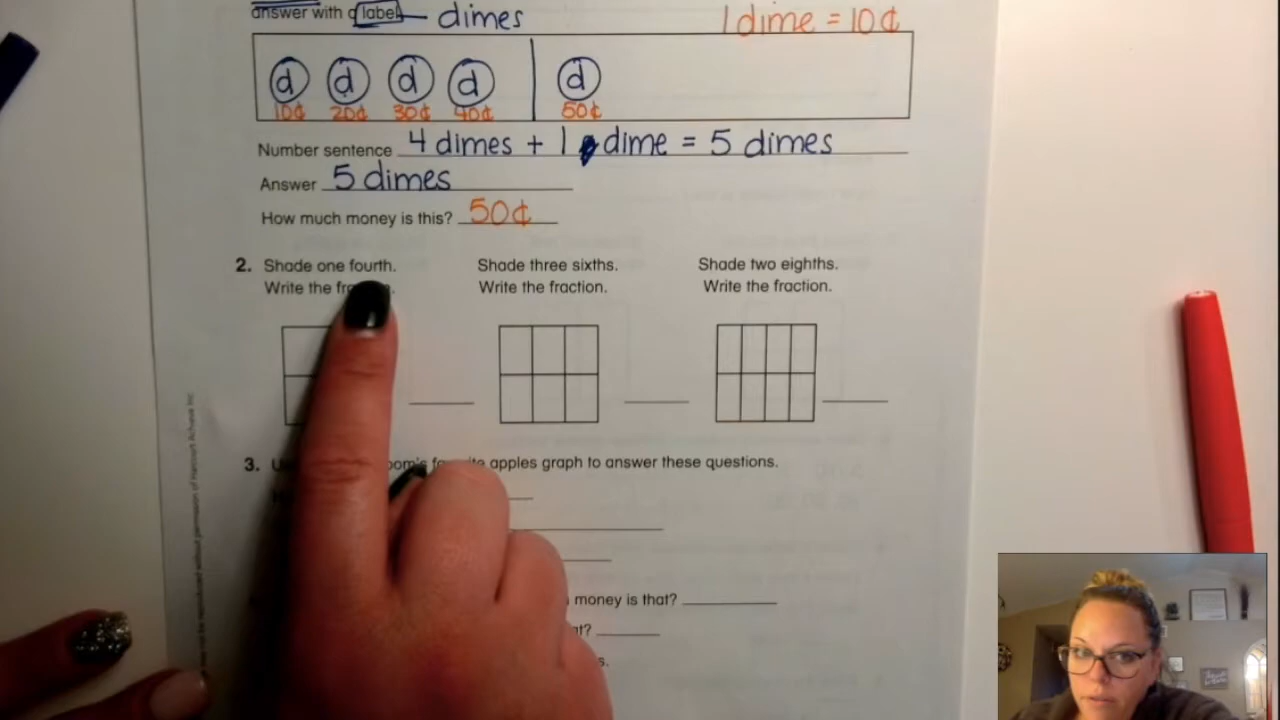 answer with a label dimes
1 dime = 10¢
d d d d d
10¢ 20¢ 30¢ 40¢ 50¢
Number sentence 4 dimes + 1 dime = 5 dimes
Answer 5 dimes
How much money is this? 50¢
2. Shade one fourth. Shade three sixths. Shade two eighths.
Write the Write the fraction. Write the fraction.
3. apples graph to answer these questions.
money is that?